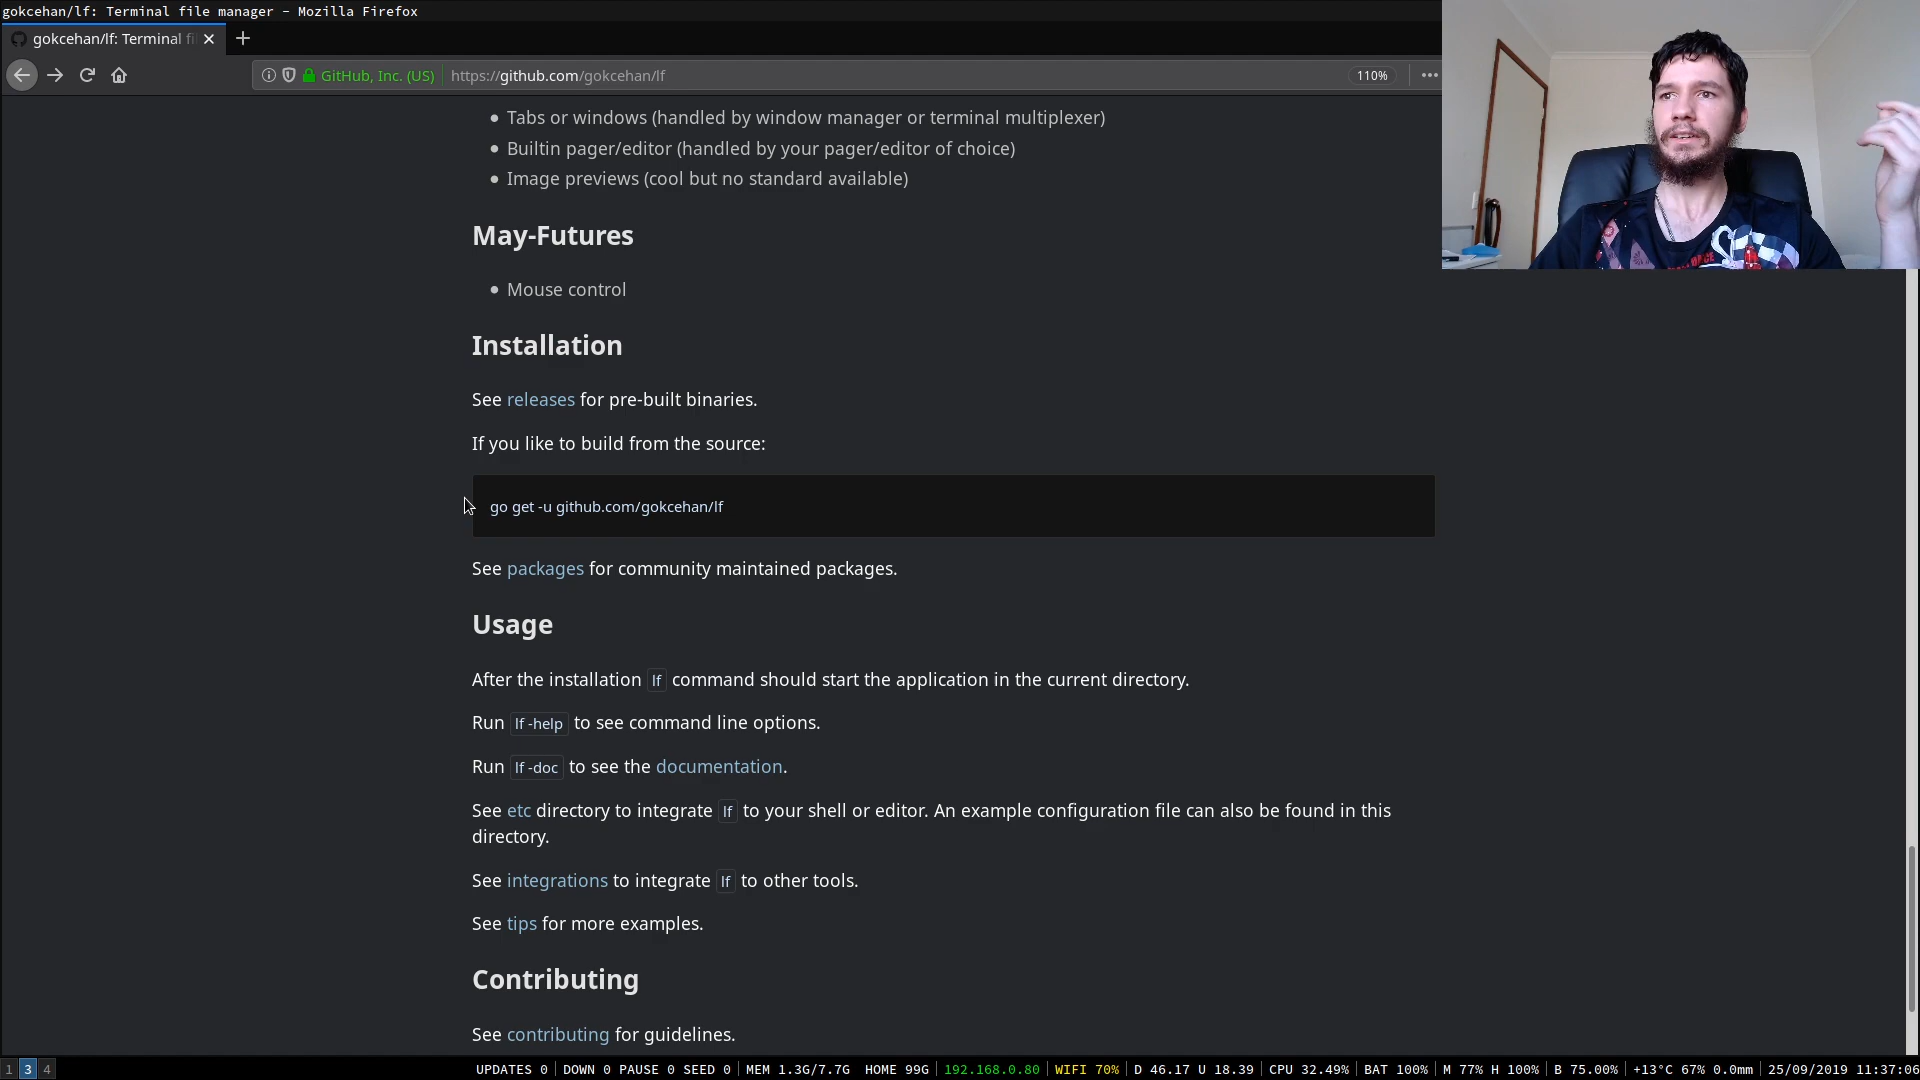 gokcehan/lf: Terminal file manager - Mozilla Firefox
gokcehan/lf: Terminal fi
GitHub, Inc. (US) https://github.com/gokcehan/lf 110%
Tabs or windows (handled by window manager or terminal multiplexer)
Builtin pager/editor (handled by your pager/editor of choice)
Image previews (cool but no standard available)
May-Futures
Mouse control
Installation
See releases for pre-built binaries.
If you like to build from the source:
go get -u github.com/gokcehan/lf
See packages for community maintained packages.
Usage
After the installation lf command should start the application in the current directory.
Run lf -help to see command line options.
Run lf -doc to see the documentation.
See etc directory to integrate lf to your shell or editor. An example configuration file can also be found in this
directory.
See integrations to integrate lf to other tools.
See tips for more examples.
Contributing
See contributing for guidelines.
1 3 4 UPDATES 0 DOWN 0 PAUSE 0 SEED 0 MEM 1.3G/7.7G HOME 99G 192.168.0.80 WIFI 70% D 46.17 U 18.39 CPU 32.49% BAT 100% M 77% H 100% B 75.00% +13°C 67% 0.0mm 25/09/2019 11:37:06